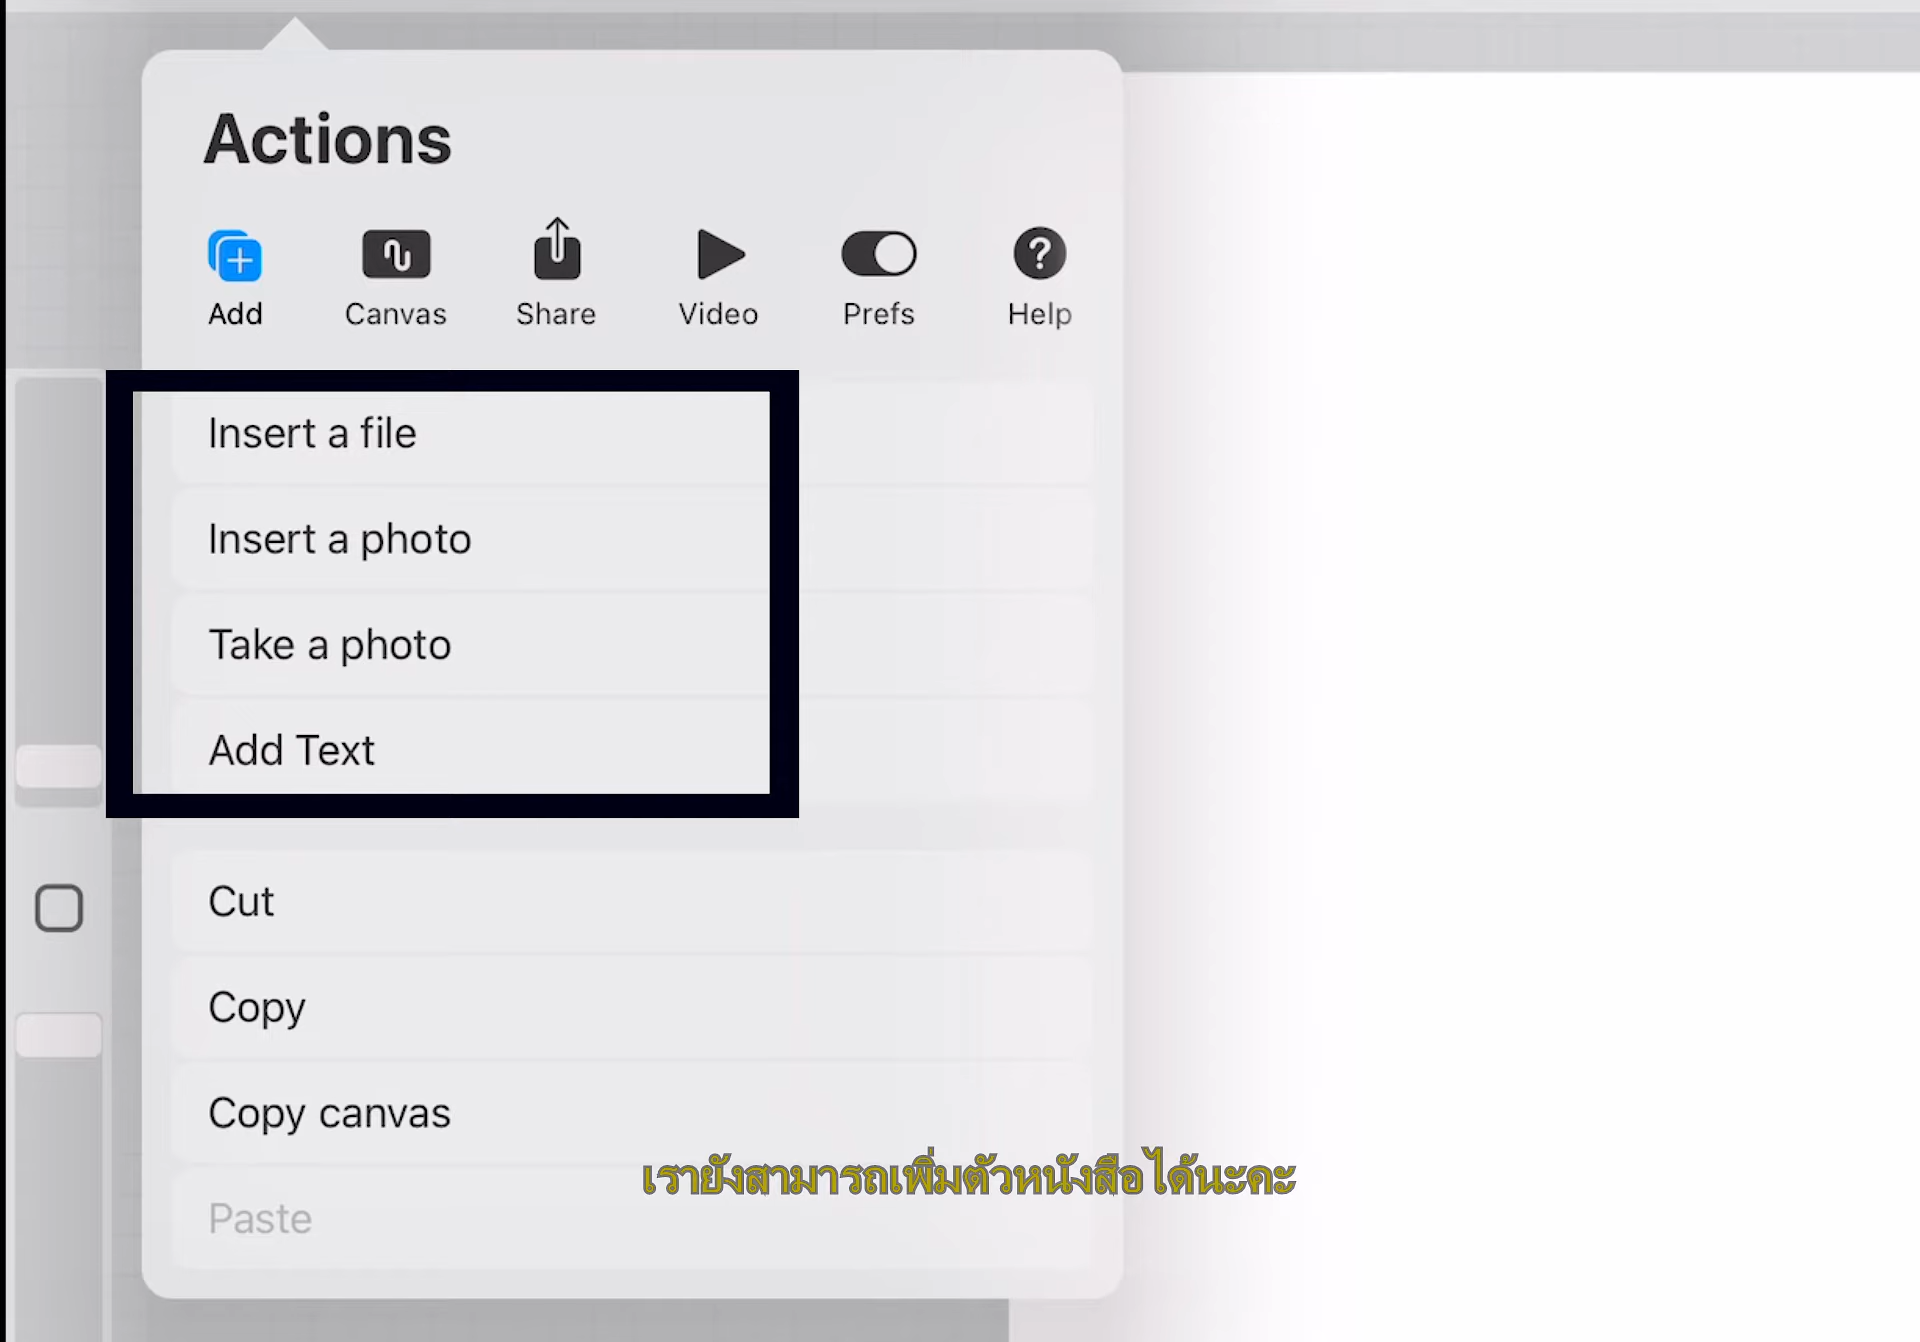 Actions
Add Canvas Share Video Prefs Help
Insert a file
Insert a photo
Take a photo
Add Text
Cut
Copy
Copy canvas
เรายังสามารถเพิ่มตัวหนังสือได้นะคะ
Paste